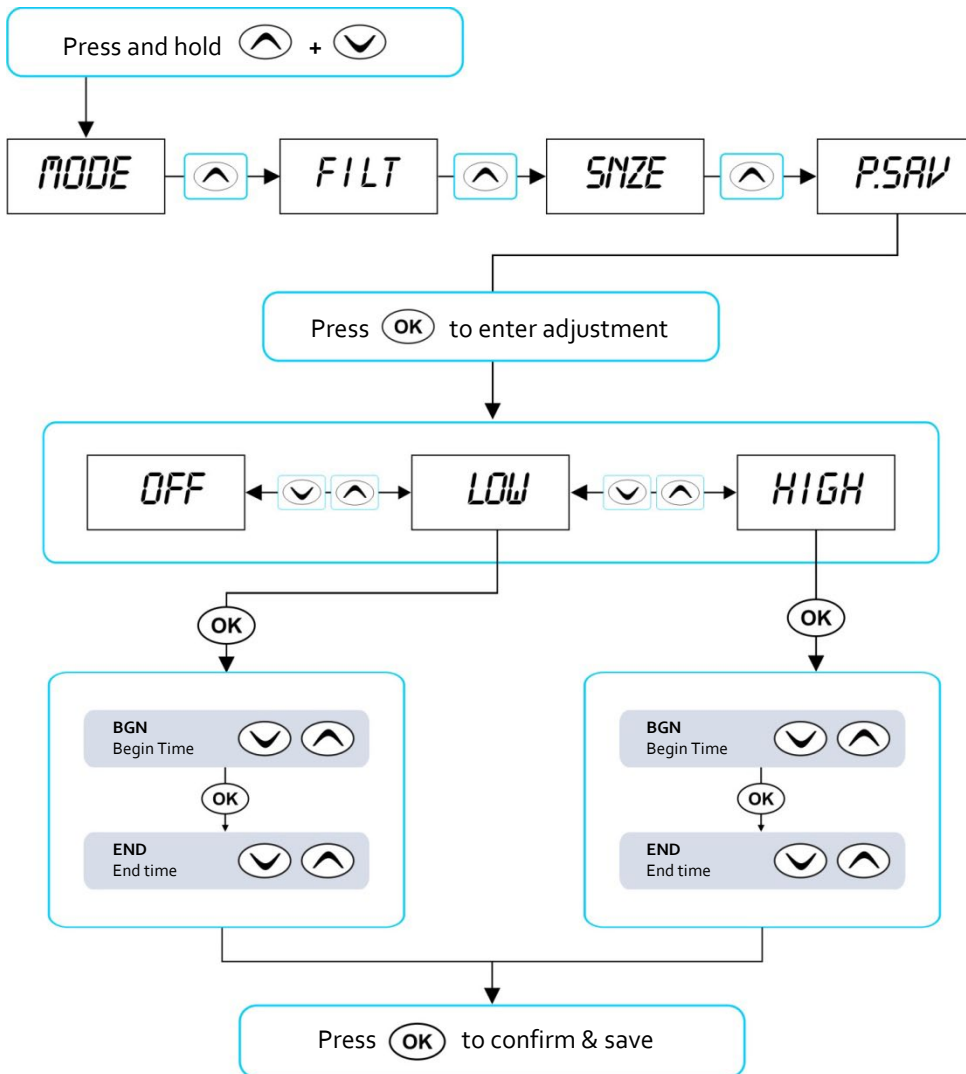 Press and hold +
MODE
FILT
SNZE
P.SAV
Press OK to enter adjustment
OFF
LOW
HIGH
OK
OK
BGN
Begin Time
OK
END
End time
BGN
Begin Time
OK
END
End time
Press OK to confirm & save